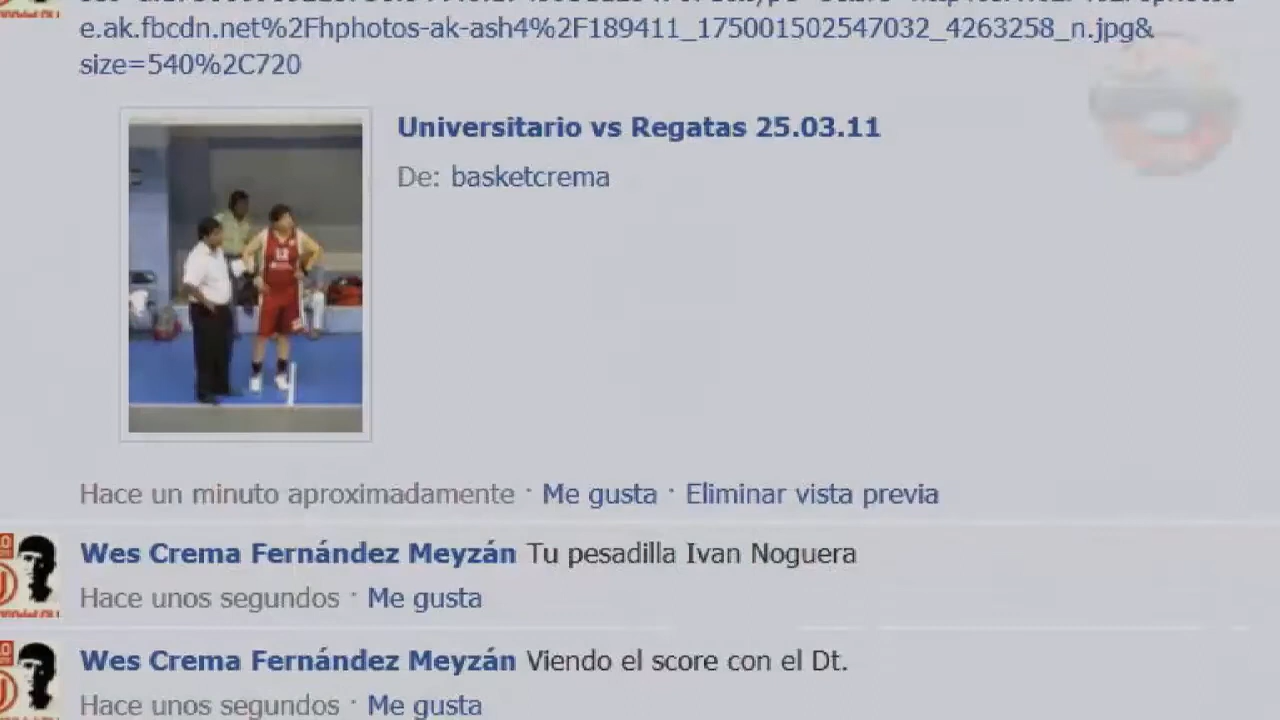 e.ak.fbcdn.net%2Fhphotos-ak-ash4%2F189411_175001502547032_4263258_n.jpg&
size=540%2C720
Universitario vs Regatas 25.03.11
De: basketcrema
Hace un minuto aproximadamente · Me gusta · Eliminar vista previa
Wes Crema Fernández Meyzán Tu pesadilla Ivan Noguera
Hace unos segundos · Me gusta
Wes Crema Fernández Meyzán Viendo el score con el Dt.
Hace unos segundos · Me gusta